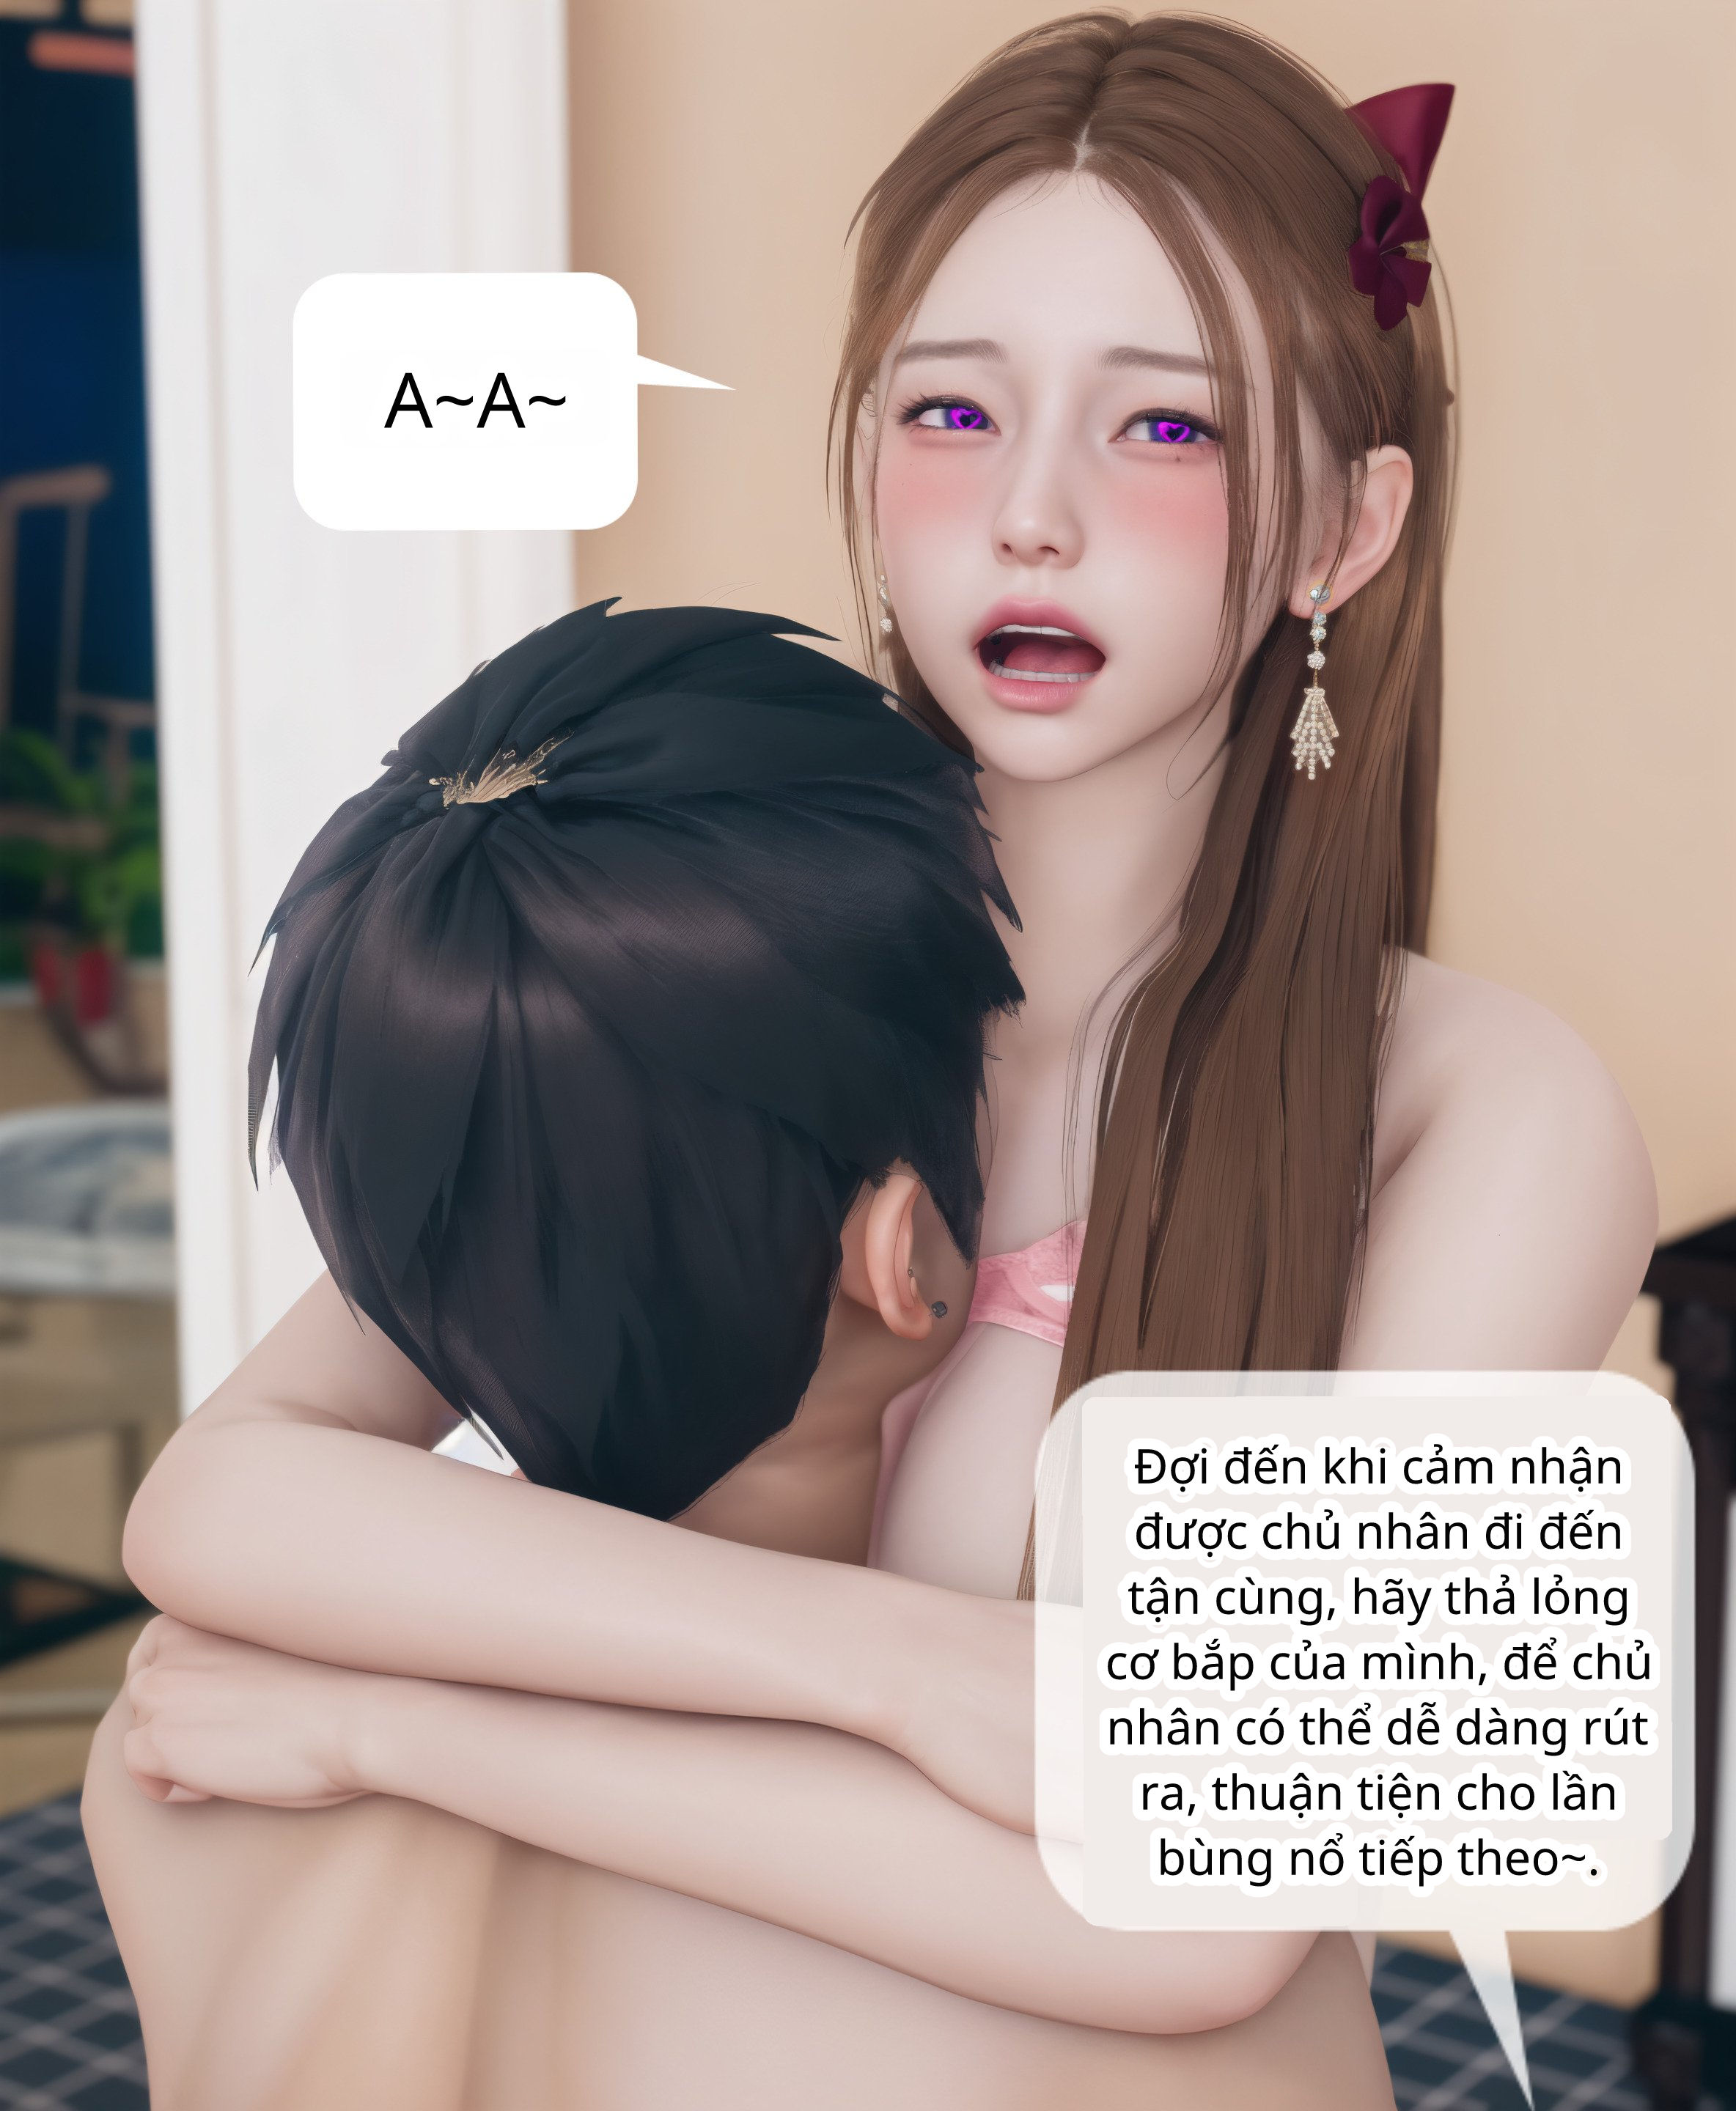 A~A~
Đợi đến khi cảm nhận
được chủ nhân đi đến
tận cùng, hãy thả lỏng
cơ bắp của mình, để chủ
nhân có thể dễ dàng rút
ra, thuận tiện cho lần
bùng nổ tiếp theo~.